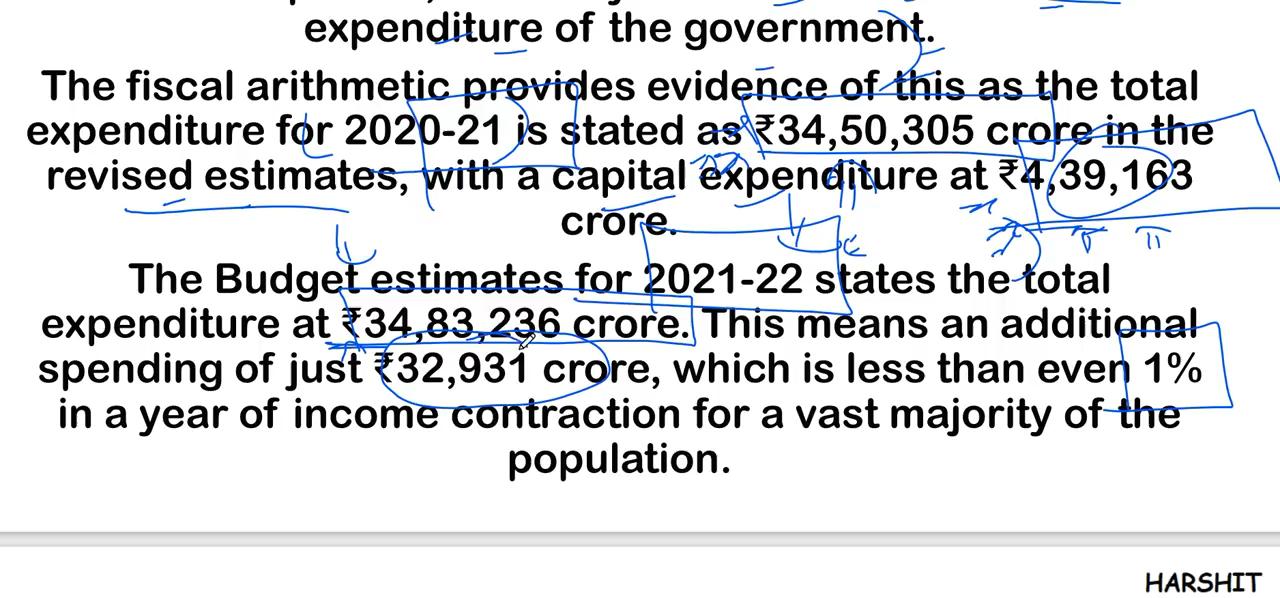 expenditure of the government.
The fiscal arithmetic provides evidence of this as the total
expenditure for 2020-21 is stated as ₹34,50,305 crore in the
revised estimates, with a capital expenditure at ₹4,39,163
crore.
The Budget estimates for 2021-22 states the total
expenditure at ₹34,83,236 crore. This means an additional
spending of just ₹32,931 crore, which is less than even 1%
in a year of income contraction for a vast majority of the
population.
HARSHIT